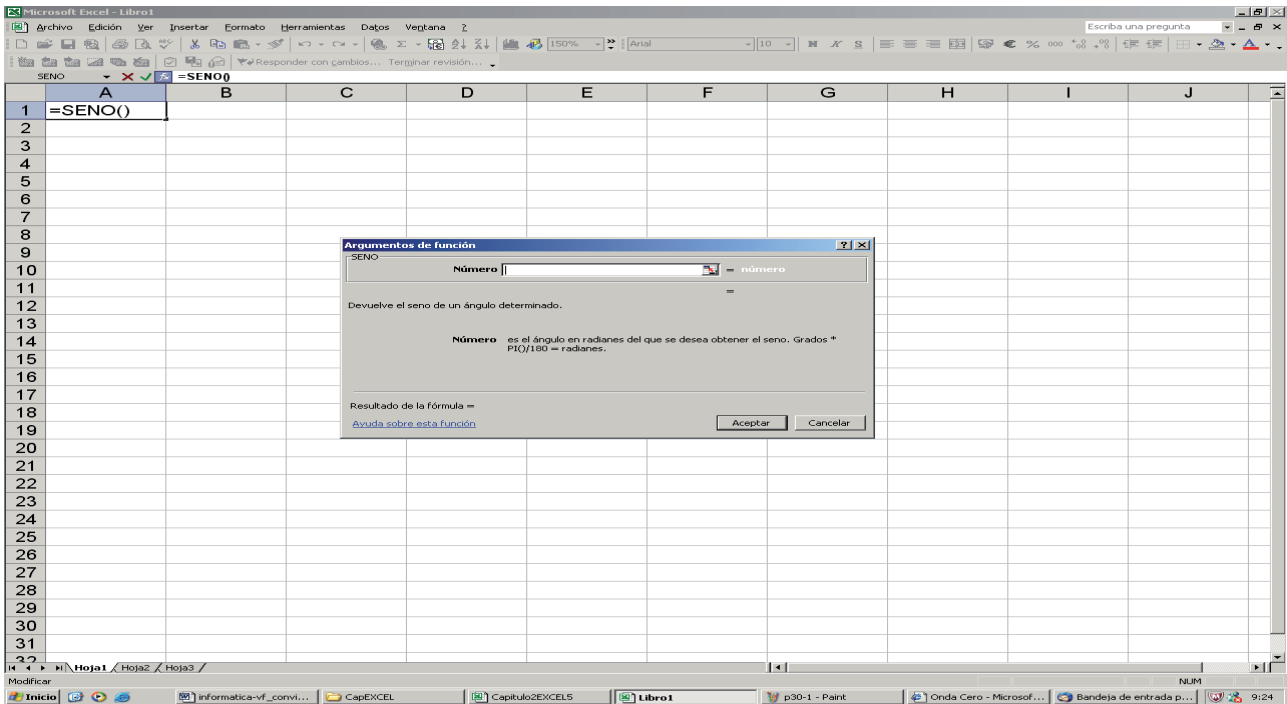 Microsoft Excel - Libro1
Archivo Edición Ver Insertar Formato Herramientas Datos Ventana ? Escriba una pregunta
150% Arial 10 N K S € % 000
Responder con cambios... Terminar revisión...
SENO =SENO()
A B C D E F G H I J
1 =SENO()
2
3
4
5
6
7
8
9
10
11
12
13
14
15
16
17
18
19
20
21
22
23
24
25
26
27
28
29
30
31
32
Argumentos de función
SENO
Número = número
=
Devuelve el seno de un ángulo determinado.
Número es el ángulo en radianes del que se desea obtener el seno. Grados *
PI()/180 = radianes.
Resultado de la fórmula =
Ayuda sobre esta función Aceptar Cancelar
Hoja1 Hoja2 Hoja3
Modificar NUM
Inicio informatica-vf_convi... CapEXCEL Capitulo2EXCEL5 Libro1 p30-1 - Paint Onda Cero - Microsof... Bandeja de entrada p... 9:24